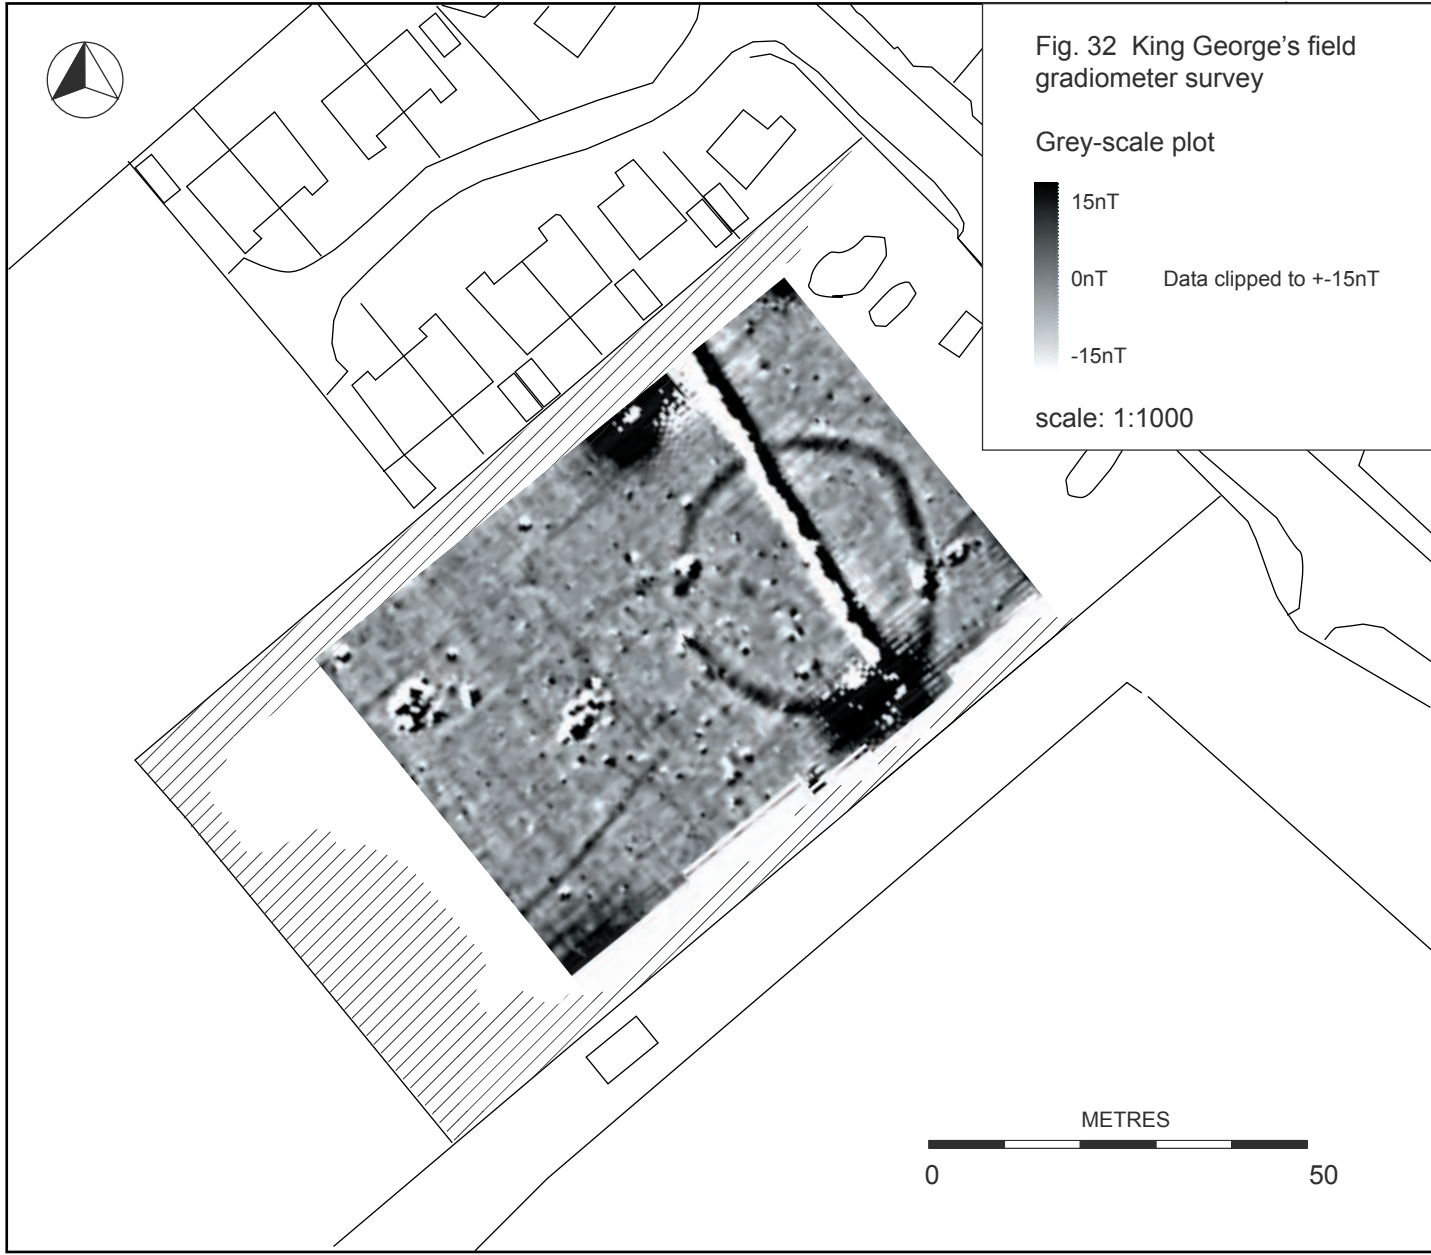 Fig. 32 King George's field
gradiometer survey
Grey-scale plot
15nT
0nT Data clipped to +-15nT
-15nT
scale: 1:1000
METRES
0 50